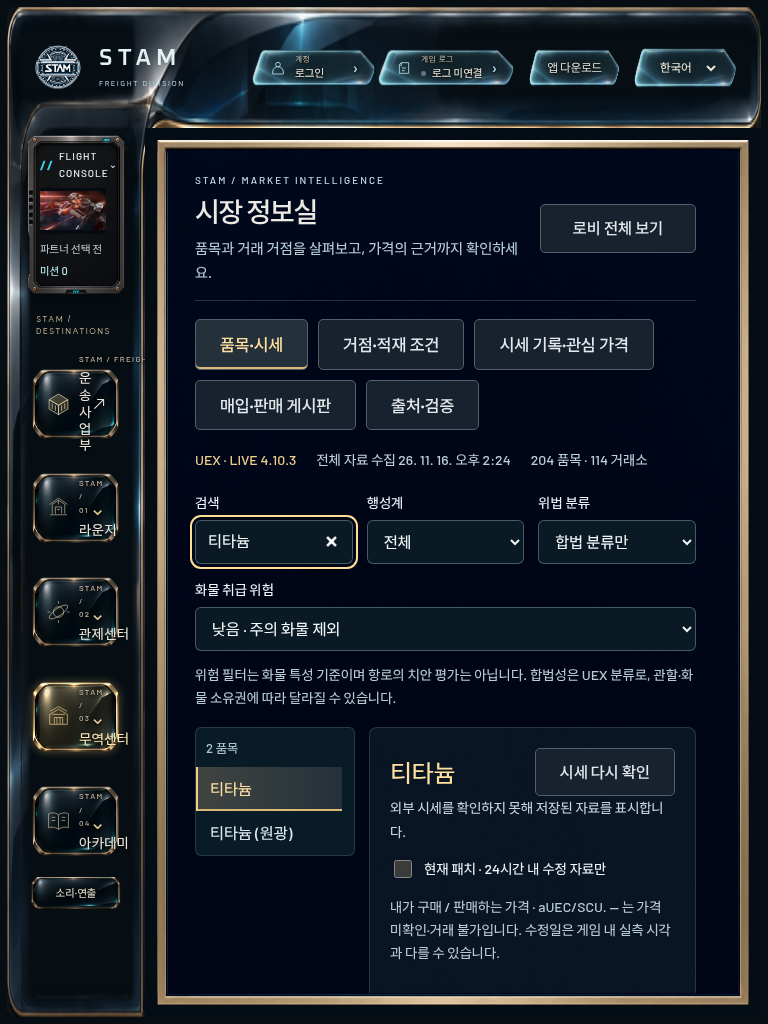 STAM
STAM
FREIGHT DIVISION
계정
로그인
게임 로그
로그 미연결
앱 다운로드
한국어
// FLIGHT
CONSOLE
파트너 선택 전
미션 0
STAM /
DESTINATIONS
STAM / FREIGH
운
송
사
업
부
STAM
/
01
라운지
STAM
/
02
관제센터
STAM
/
03
무역센터
STAM
/
04
아카데미
소리·연출
STAM / MARKET INTELLIGENCE
시장 정보실
품목과 거래 거점을 살펴보고, 가격의 근거까지 확인하세
요.
로비 전체 보기
품목·시세
거점·적재 조건
시세 기록·관심 가격
매입·판매 게시판
출처·검증
UEX · LIVE 4.10.3 전체 자료 수집 26. 11. 16. 오후 2:24 204 품목 · 114 거래소
검색
행성계
위법 분류
티타늄
전체
합법 분류만
화물 취급 위험
낮음 · 주의 화물 제외
위험 필터는 화물 특성 기준이며 항로의 치안 평가는 아닙니다. 합법성은 UEX 분류로, 관할·화
물 소유권에 따라 달라질 수 있습니다.
2 품목
티타늄
티타늄 (원광)
티타늄
시세 다시 확인
외부 시세를 확인하지 못해 저장된 자료를 표시합니
다.
현재 패치 · 24시간 내 수정 자료만
내가 구매 / 판매하는 가격 · aUEC/SCU. — 는 가격
미확인·거래 불가입니다. 수정일은 게임 내 실측 시각
과 다를 수 있습니다.